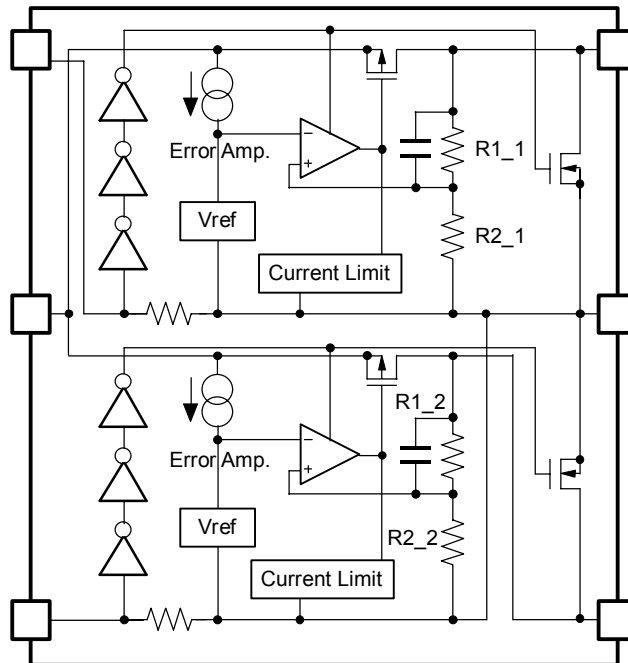 R1_1
Error Amp.
Vref
R2_1
Current Limit
R1_2
Error Amp.
Vref
R2_2
Current Limit